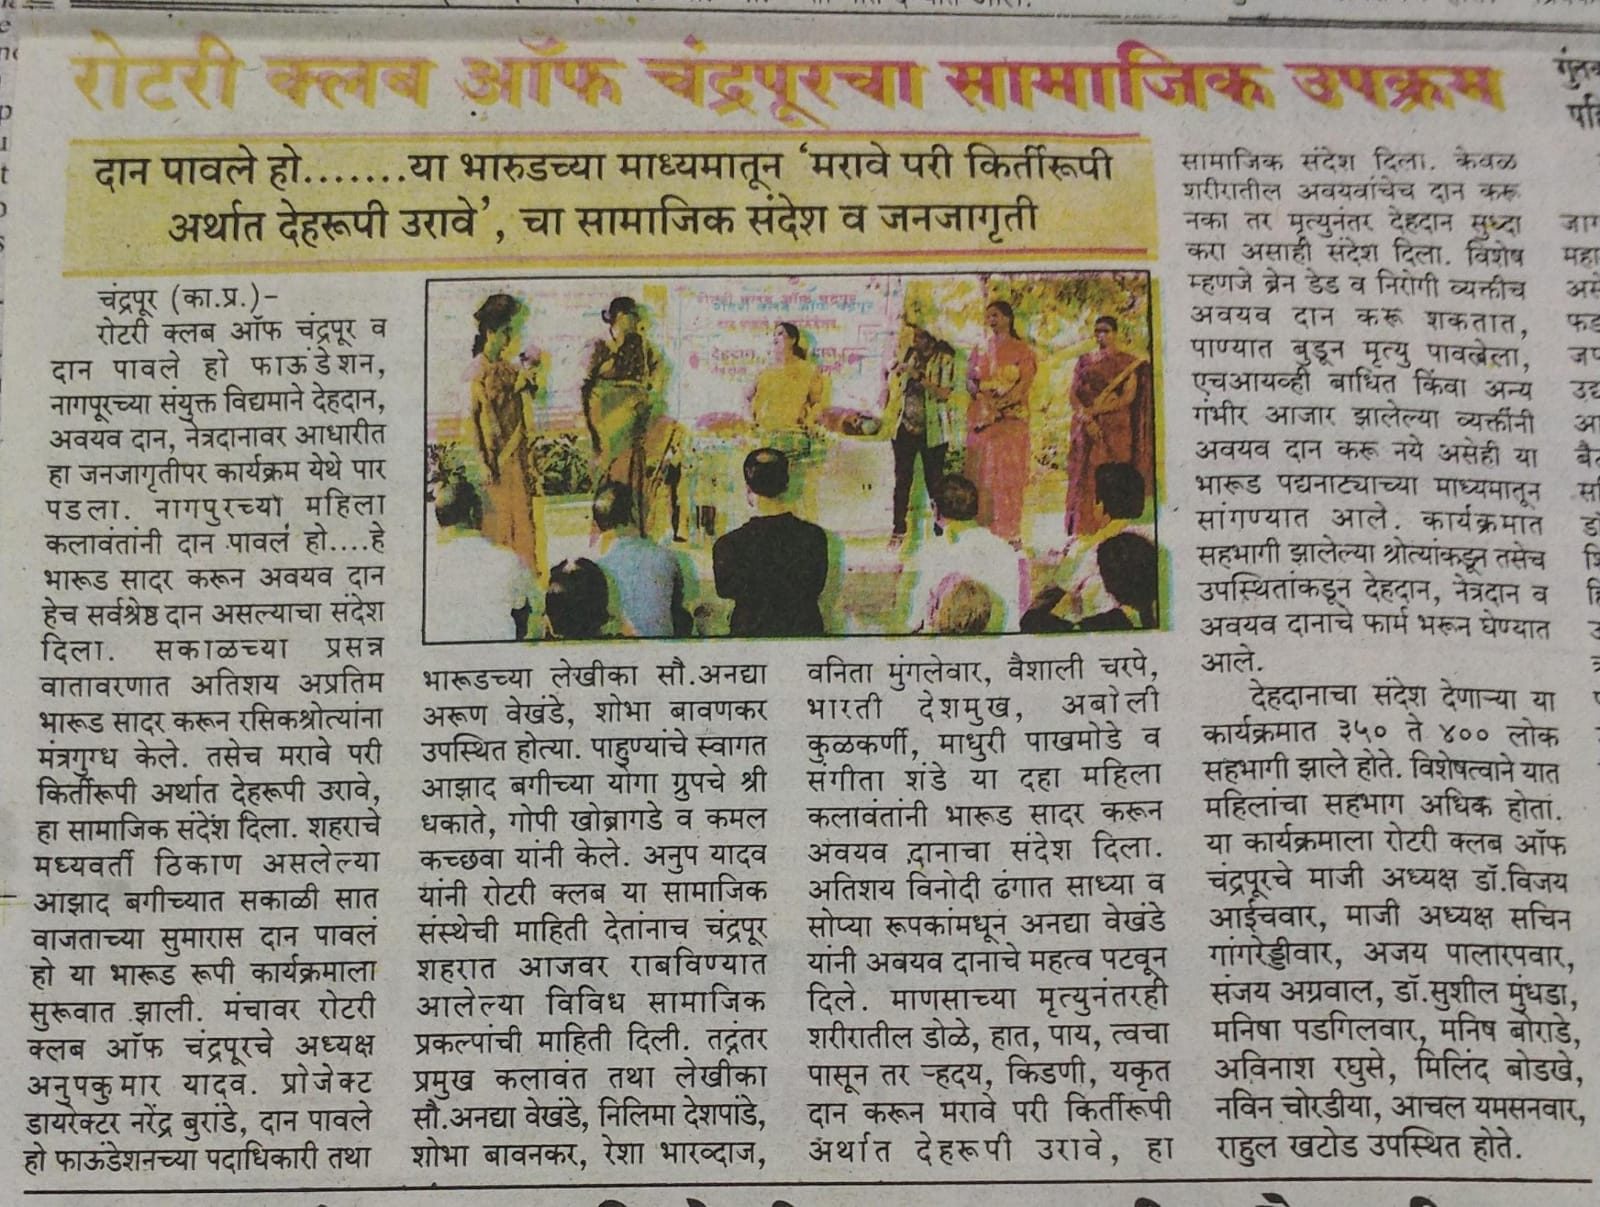 रोटरी क्लब ऑफ चंद्रपूरचा सामाजिक उपक्रम
दान पावले हो.......या भारुडच्या माध्यमातून ‘मरावे परी किर्तीरूपी
अर्थात देहरूपी उरावे’, चा सामाजिक संदेश व जनजागृती
चंद्रपूर (का.प्र.)-
रोटरी क्लब ऑफ चंद्रपूर व
दान पावले हो फाऊंडेशन,
नागपूरच्या संयुक्त विद्यमाने देहदान,
अवयव दान, नेत्रदानावर आधारीत
हा जनजागृतीपर कार्यक्रम येथे पार
पडला. नागपुरच्या महिला
कलावंतांनी दान पावलं हो....हे
भारूड सादर करून अवयव दान
हेच सर्वश्रेष्ठ दान असल्याचा संदेश
दिला. सकाळच्या प्रसन्न
वातावरणात अतिशय अप्रतिम
भारूड सादर करून रसिकश्रोत्यांना
मंत्रगुग्ध केले. तसेच मरावे परी
किर्तीरूपी अर्थात देहरूपी उरावे,
हा सामाजिक संदेश दिला. शहराचे
मध्यवर्ती ठिकाण असलेल्या
आझाद बगीच्यात सकाळी सात
वाजताच्या सुमारास दान पावलं
हो या भारूड रूपी कार्यक्रमाला
सुरूवात झाली. मंचावर रोटरी
क्लब ऑफ चंद्रपूरचे अध्यक्ष
अनुपकुमार यादव. प्रोजेक्ट
डायरेक्टर नरेंद्र बुरांडे, दान पावले
हो फाऊंडेशनच्या पदाधिकारी तथा
भारूडच्या लेखीका सौ.अनद्या
अरूण वेखंडे, शोभा बावणकर
उपस्थित होत्या. पाहुण्यांचे स्वागत
आझाद बगीच्या योगा ग्रुपचे श्री
धकाते, गोपी खोब्रागडे व कमल
कच्छवा यांनी केले. अनुप यादव
यांनी रोटरी क्लब या सामाजिक
संस्थेची माहिती देतांनाच चंद्रपूर
शहरात आजवर राबविण्यात
आलेल्या विविध सामाजिक
प्रकल्पांची माहिती दिली. तद्नंतर
प्रमुख कलावंत तथा लेखीका
सौ.अनद्या वेखंडे, निलिमा देशपांडे,
शोभा बावनकर, रेशा भारव्दाज,
वनिता मुंगलेवार, वैशाली चरपे,
भारती देशमुख, अबोली
कुळकर्णी, माधुरी पाखमोडे व
संगीता शंडे या दहा महिला
कलावंतांनी भारूड सादर करून
अवयव दानाचा संदेश दिला.
अतिशय विनोदी ढंगात साध्या व
सोप्या रूपकांमधून अनद्या वेखंडे
यांनी अवयव दानाचे महत्व पटवून
दिले. माणसाच्या मृत्युनंतरही
शरीरातील डोळे, हात, पाय, त्वचा
पासून तर ऱ्हदय, किडणी, यकृत
दान करून मरावे परी किर्तीरूपी
अर्थात देहरूपी उरावे, हा
सामाजिक संदेश दिला. केवळ
शरीरातील अवयवांचेच दान करू
नका तर मृत्युनंतर देहदान सुध्दा
करा असाही संदेश दिला. विशेष
म्हणजे ब्रेन डेड व निरोगी व्यक्तीच
अवयव दान करू शकतात,
पाण्यात बुडून मृत्यु पावलेला,
एचआयव्ही बाधित किंवा अन्य
गंभीर आजार झालेल्या व्यक्तींनी
अवयव दान करू नये असेही या
भारूड पद्यनाट्याच्या माध्यमातून
सांगण्यात आले. कार्यक्रमात
सहभागी झालेल्या श्रोत्यांकडून तसेच
उपस्थितांकडून देहदान, नेत्रदान व
अवयव दानाचे फार्म भरून घेण्यात
आले.
देहदानाचा संदेश देणाऱ्या या
कार्यक्रमात ३५० ते ४०० लोक
सहभागी झाले होते. विशेषत्वाने यात
महिलांचा सहभाग अधिक होता.
या कार्यक्रमाला रोटरी क्लब ऑफ
चंद्रपूरचे माजी अध्यक्ष डॉ.विजय
आईचवार, माजी अध्यक्ष सचिन
गांगरेड्डीवार, अजय पालारपवार,
संजय अग्रवाल, डॉ.सुशील मुंधडा,
मनिषा पडगिलवार, मनिष बोराडे,
अविनाश रघुसे, मिलिंद बोडखे,
नविन चोरडीया, आचल यमसनवार,
राहुल खटोड उपस्थित होते.